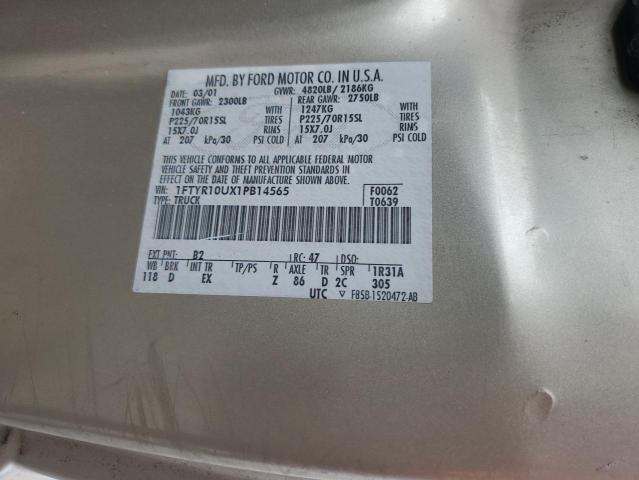 MFD. BY FORD MOTOR CO. IN U.S.A.
DATE: 03/01 GVWR: 4820LB/ 2186KG
FRONT GAWR: 2300LB REAR GAWR: 2750LB
1043KG WITH 1247KG WITH
P225/70R15SL TIRES P225/70R15SL TIRES
15X7.0J RIMS 15X7.0J RIMS
AT 207 kPa/30 PSI COLD AT 207 kPa/30 PSI COLD
THIS VEHICLE CONFORMS TO ALL APPLICABLE FEDERAL MOTOR
VEHICLE SAFETY AND THEFT PREVENTION STANDARDS IN EFFECT
ON THE DATE OF MANUFACTURE SHOWN ABOVE.
VIN: 1FTYR10UX1PB14565 F0062
TYPE: TRUCK T0639
EXT PNT: B2 RC: 47 DSO:
WB BRK INT TR TP/PS R AXLE TR SPR 1R31A
118 D EX Z 86 D 2C 305
UTC ▽ F85B-1520472-AB